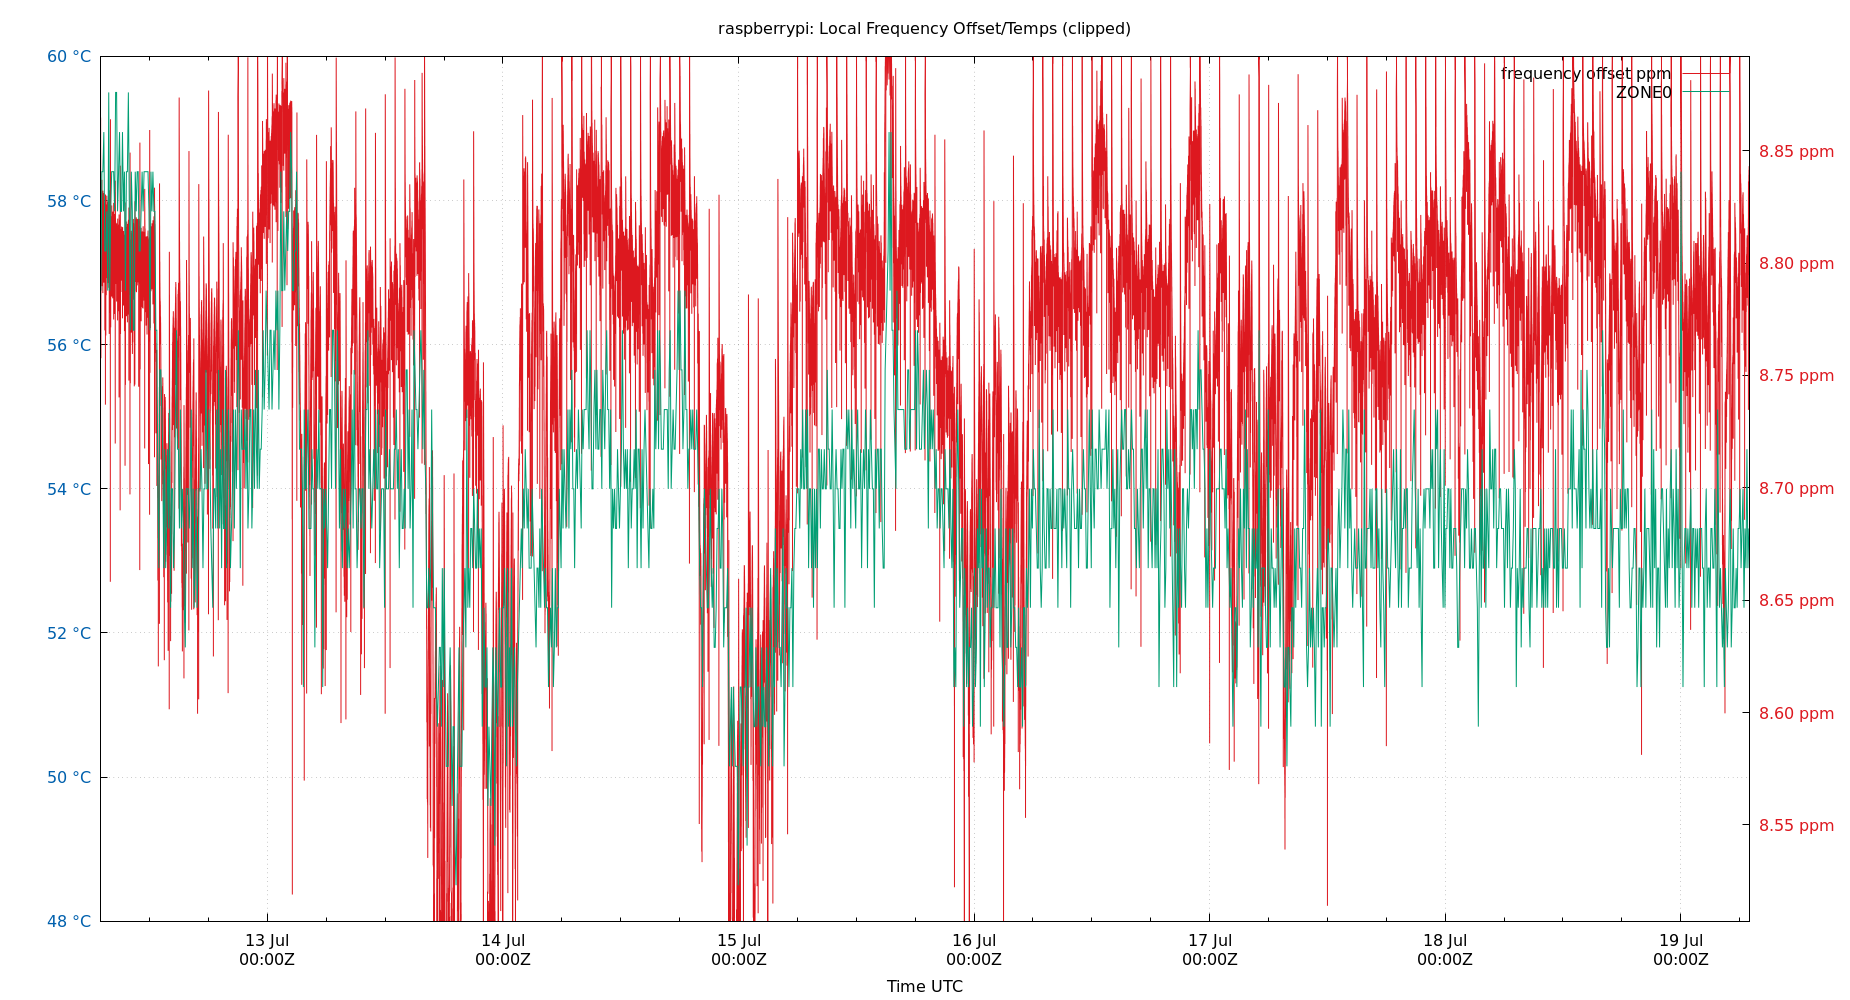 raspberrypi: Local Frequency Offset/Temps (clipped)
frequency offset ppm
ZONE0
60 °C
58 °C
56 °C
54 °C
52 °C
50 °C
48 °C
8.85 ppm
8.80 ppm
8.75 ppm
8.70 ppm
8.65 ppm
8.60 ppm
8.55 ppm
13 Jul
00:00Z
14 Jul
00:00Z
15 Jul
00:00Z
16 Jul
00:00Z
17 Jul
00:00Z
18 Jul
00:00Z
19 Jul
00:00Z
Time UTC